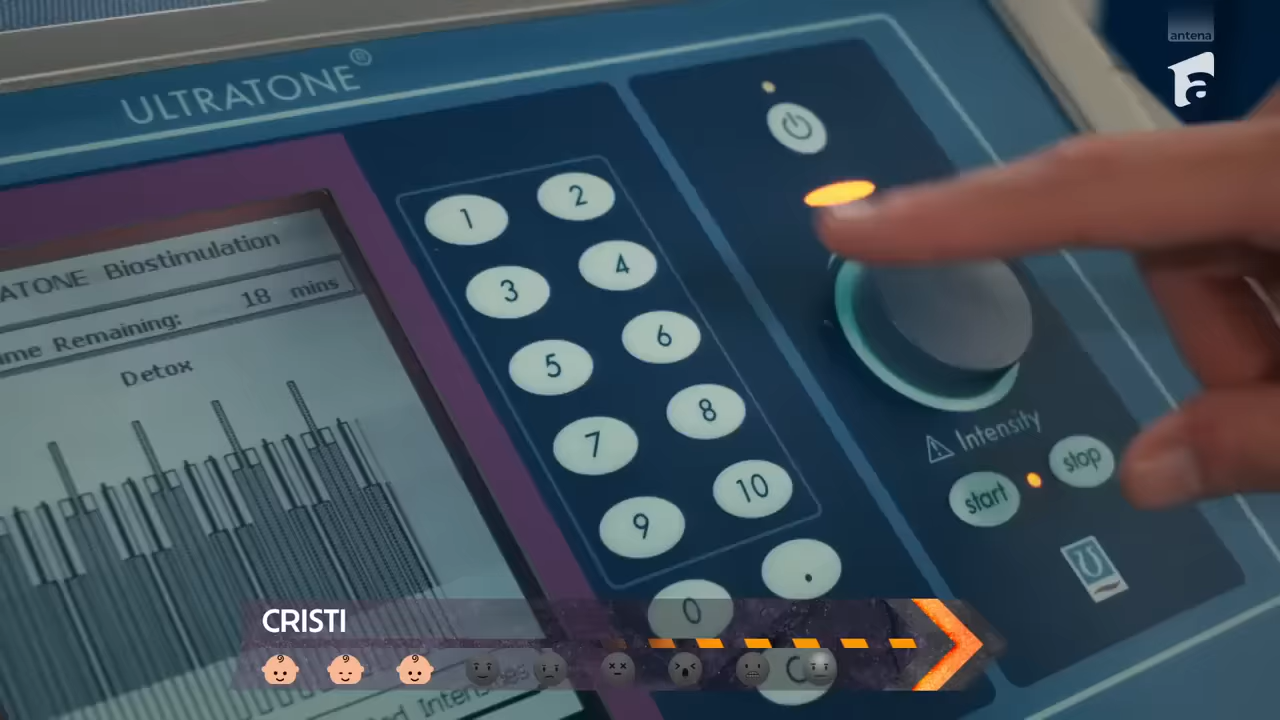 antena
a
ULTRATONE®
ATONE Biostimulation
ime Remaining: 18 mins
Detox
1 2
3 4
5 6
7 8
9 10
0 .
C
Intensity
start stop
CRISTI